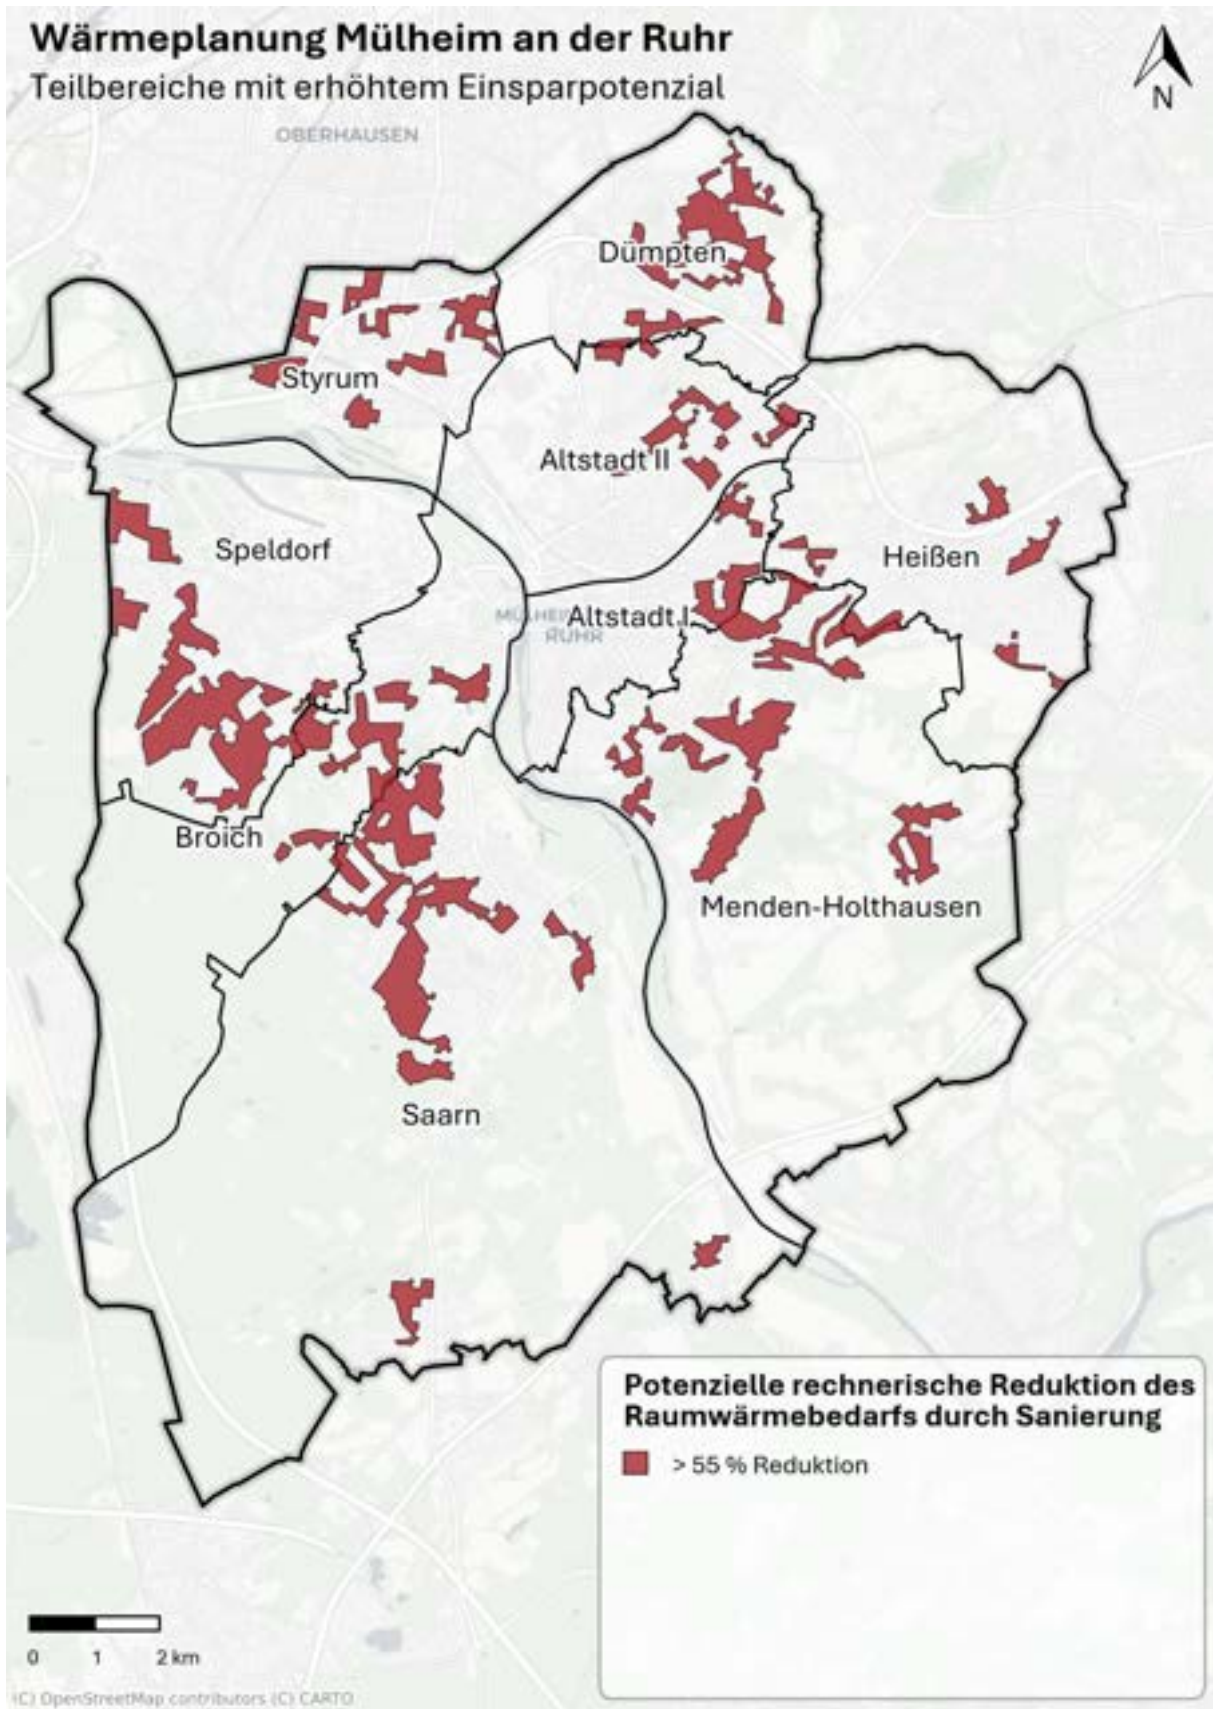 Wärmeplanung Mülheim an der Ruhr
Teilbereiche mit erhöhtem Einsparpotenzial
N
OBERHAUSEN
Dümpten
Styrum
Altstadt II
Speldorf
Heißen
Altstadt I
RUHR
Broich
Menden-Holthausen
Saarn
Potenzielle rechnerische Reduktion des
Raumwärmebedarfs durch Sanierung
> 55 % Reduktion
0 1 2 km
(C) OpenStreetMap contributors (C) CARTO